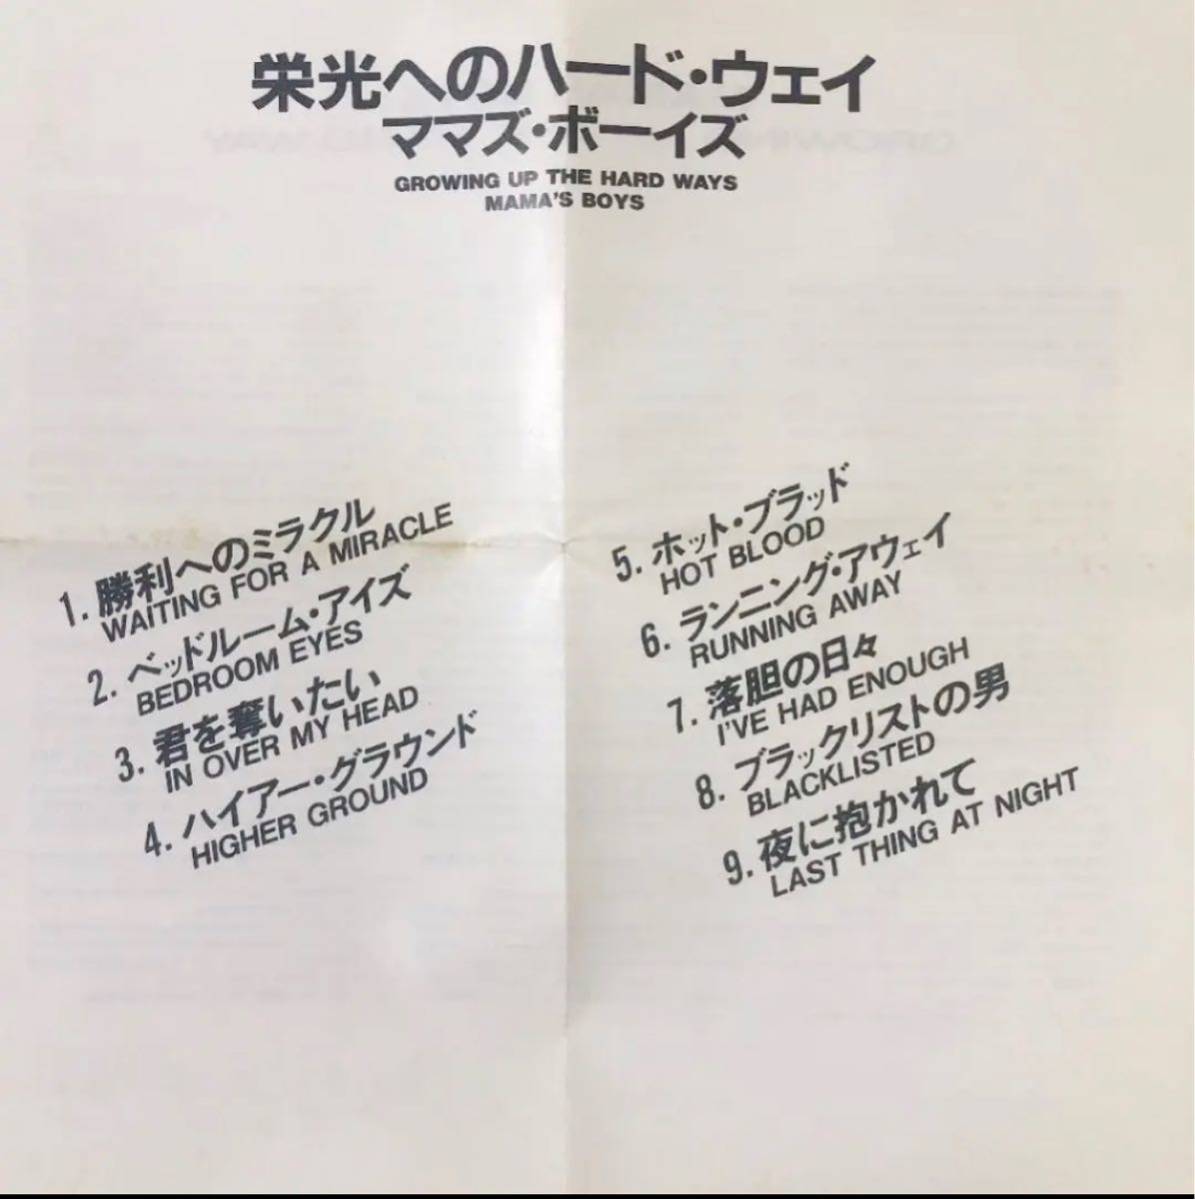 栄光へのハード・ウェイ
ママズ・ボーイズ
GROWING UP THE HARD WAYS
MAMA'S BOYS
1. 勝利へのミラクル
WAITING FOR A MIRACLE
2. ベッドルーム・アイズ
BEDROOM EYES
3. 君を奪いたい
IN OVER MY HEAD
4. ハイアー・グラウンド
HIGHER GROUND
5. ホット・ブラッド
HOT BLOOD
6. ランニング・アウェイ
RUNNING AWAY
7. 落胆の日々
I'VE HAD ENOUGH
8. ブラックリストの男
BLACKLISTED
9. 夜に抱かれて
LAST THING AT NIGHT